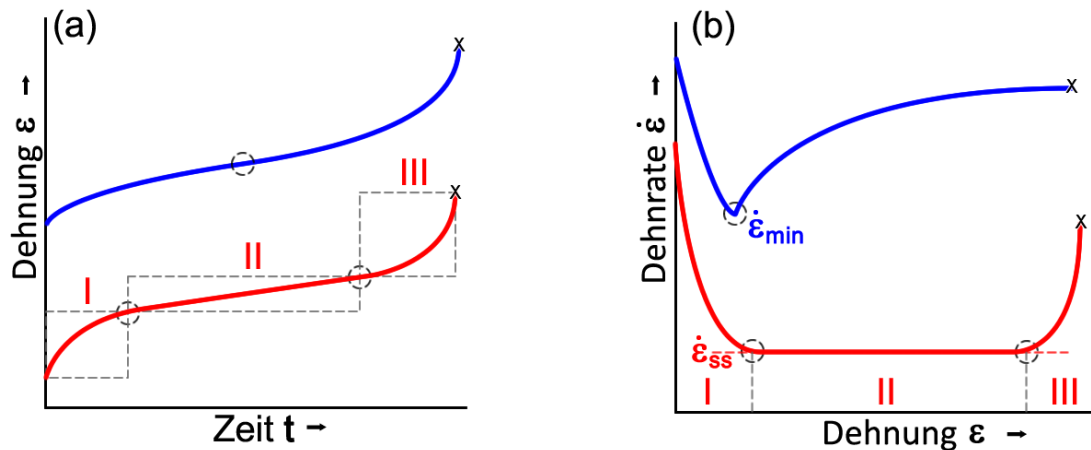 (a)
Dehnung ε →
x
III
x
II
I
Zeit t →
(b)
Dehnrate ε̇ →
x
ε̇min
x
ε̇ss
I II III
Dehnung ε →